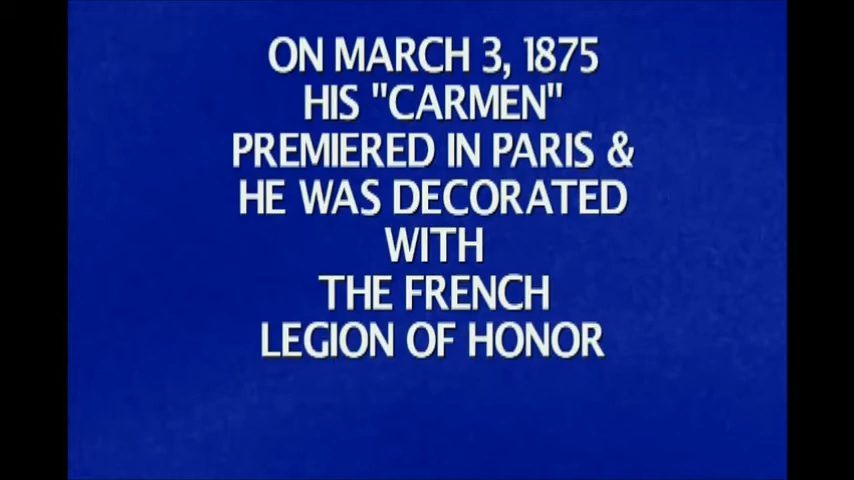 ON MARCH 3, 1875
HIS "CARMEN"
PREMIERED IN PARIS &
HE WAS DECORATED
WITH
THE FRENCH
LEGION OF HONOR